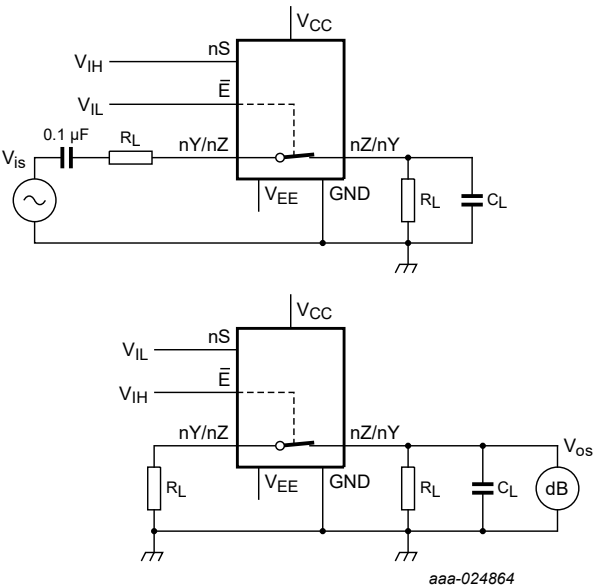 VCC
nS
VIH
Ē
VIL
0.1 µF
RL
nY/nZ
nZ/nY
Vis
RL
CL
VEE
GND
VCC
nS
VIL
Ē
VIH
nY/nZ
nZ/nY
Vos
RL
VEE
GND
RL
CL
dB
aaa-024864